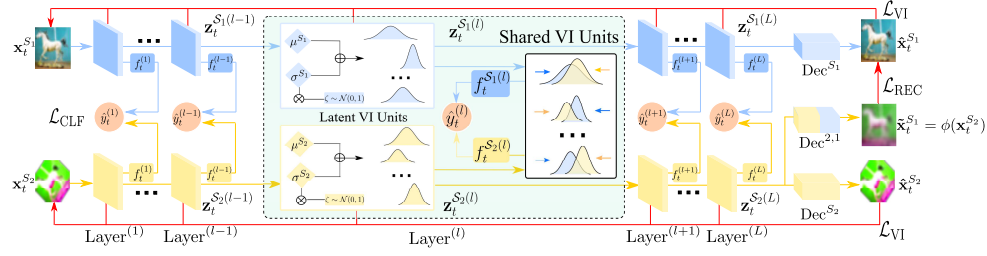 𝓛_VI
𝐱_t^{S_1}
𝐳_t^{𝒮_1(l-1)}
𝐳_t^{𝒮_1(l)}
𝐳_t^{𝒮_1(L)}
𝐱̂_t^{S_1}
Shared VI Units
f_t^{(1)}
f_t^{(l-1)}
μ^{S_1}
σ^{S_1}
ζ ∼ 𝒩(0,1)
f_t^{𝒮_1(l)}
f_t^{(l+1)}
f_t^{(L)}
Dec^{S_1}
𝓛_REC
𝓛_CLF
ŷ_t^{(1)}
ŷ_t^{(l-1)}
Latent VI Units
ŷ_t^{(l)}
ŷ_t^{(l+1)}
ŷ_t^{(L)}
Dec^{2,1}
𝐱̃_t^{S_1} = ϕ(𝐱_t^{S_2})
𝐱_t^{S_2}
f_t^{(1)}
f_t^{(l-1)}
μ^{S_2}
σ^{S_2}
ζ ∼ 𝒩(0,1)
f_t^{𝒮_2(l)}
f_t^{(l+1)}
f_t^{(L)}
𝐱̂_t^{S_2}
𝐳_t^{𝒮_2(l-1)}
𝐳_t^{𝒮_2(l)}
𝐳_t^{𝒮_2(L)}
Dec^{S_2}
Layer^{(1)}
Layer^{(l-1)}
Layer^{(l)}
Layer^{(l+1)}
Layer^{(L)}
𝓛_VI